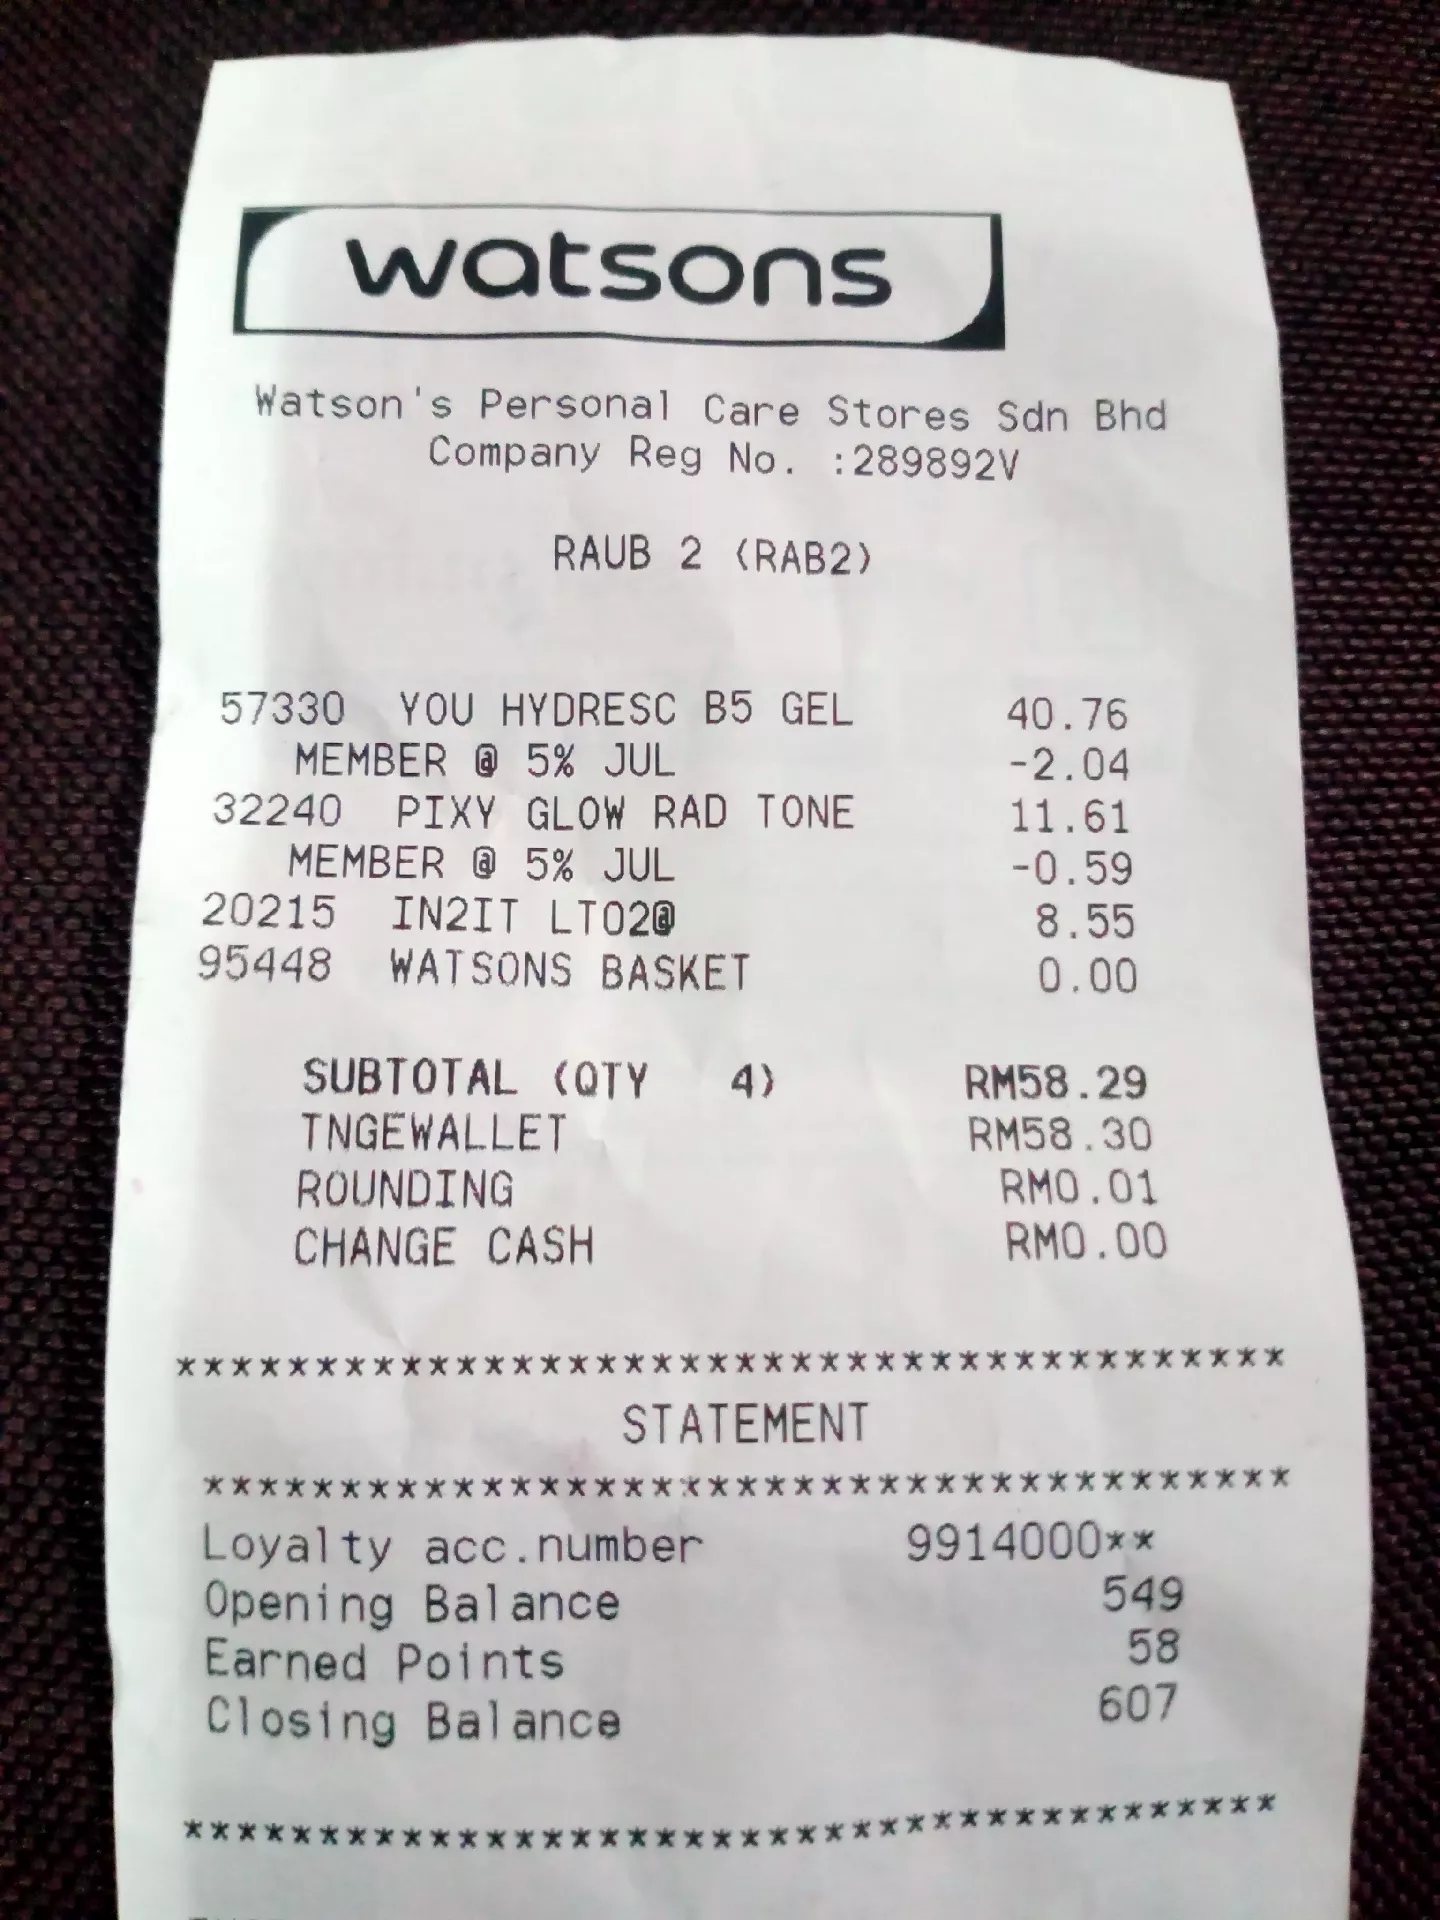 watsons
Watson's Personal Care Stores Sdn Bhd
Company Reg No. :289892V
RAUB 2 (RAB2)
57330 YOU HYDRESC B5 GEL 40.76
MEMBER @ 5% JUL -2.04
32240 PIXY GLOW RAD TONE 11.61
MEMBER @ 5% JUL -0.59
20215 IN2IT LT02@ 8.55
95448 WATSONS BASKET 0.00
SUBTOTAL (QTY 4) RM58.29
TNGEWALLET RM58.30
ROUNDING RM0.01
CHANGE CASH RM0.00
****************************************
STATEMENT
***************************************
Loyalty acc.number 9914000**
Opening Balance 549
Earned Points 58
Closing Balance 607
****************************************